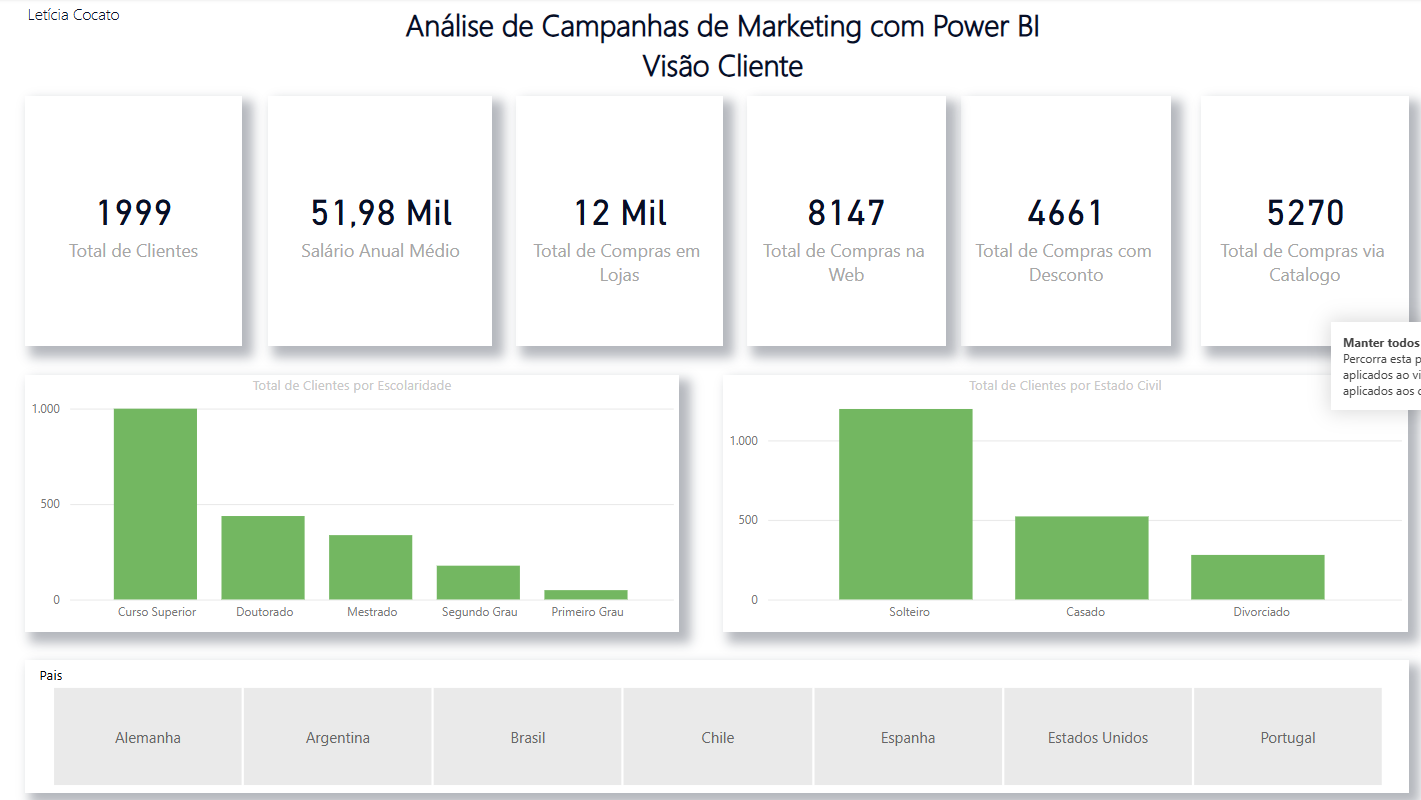 Letícia Cocato
Análise de Campanhas de Marketing com Power BI
Visão Cliente
1999
Total de Clientes
51,98 Mil
Salário Anual Médio
12 Mil
Total de Compras em
Lojas
8147
Total de Compras na
Web
4661
Total de Compras com
Desconto
5270
Total de Compras via
Catalogo
Manter todos
Percorra esta p
aplicados ao vi
aplicados aos
Total de Clientes por Escolaridade
1.000
500
0
Curso Superior
Doutorado
Mestrado
Segundo Grau
Primeiro Grau
Total de Clientes por Estado Civil
1.000
500
0
Solteiro
Casado
Divorciado
Pais
Alemanha
Argentina
Brasil
Chile
Espanha
Estados Unidos
Portugal